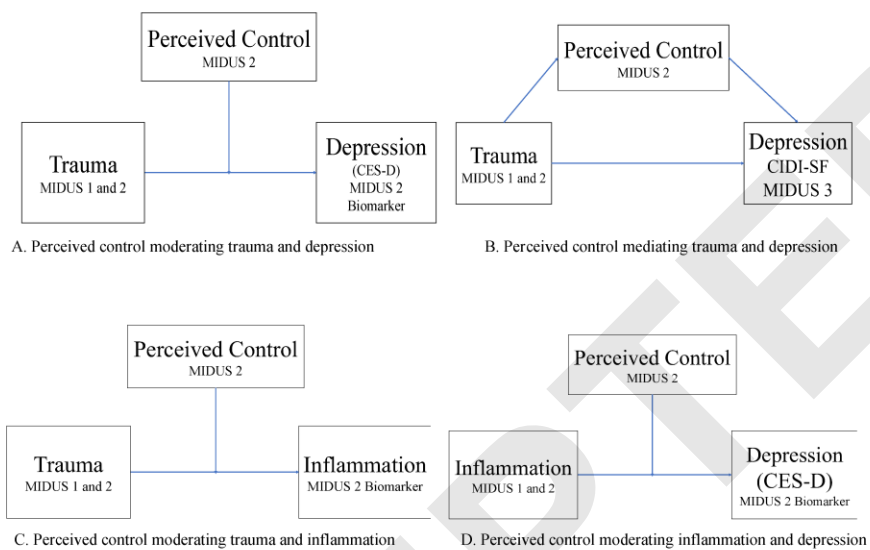 Perceived Control
MIDUS 2
Trauma
MIDUS 1 and 2
Depression
(CES-D)
MIDUS 2
Biomarker
A. Perceived control moderating trauma and depression
Perceived Control
MIDUS 2
Trauma
MIDUS 1 and 2
Depression
CIDI-SF
MIDUS 3
B. Perceived control mediating trauma and depression
Perceived Control
MIDUS 2
Trauma
MIDUS 1 and 2
Inflammation
MIDUS 2 Biomarker
C. Perceived control moderating trauma and inflammation
Perceived Control
MIDUS 2
Inflammation
MIDUS 1 and 2
Depression
(CES-D)
MIDUS 2 Biomarker
D. Perceived control moderating inflammation and depression